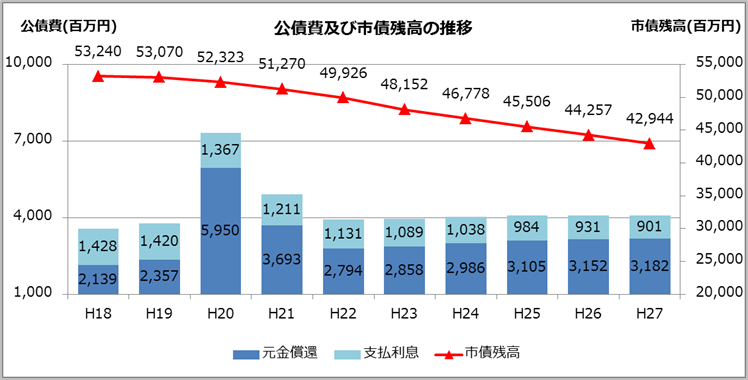 公債費及び市債残高の推移
公債費(百万円)
市債残高(百万円)
53,240 53,070 52,323 51,270 49,926 48,152 46,778 45,506 44,257 42,944
10,000
7,000
4,000
1,000
55,000
50,000
45,000
40,000
35,000
30,000
25,000
20,000
1,428 1,420 1,367 1,211 1,131 1,089 1,038 984 931 901
2,139 2,357 5,950 3,693 2,794 2,858 2,986 3,105 3,152 3,182
H18 H19 H20 H21 H22 H23 H24 H25 H26 H27
元金償還 支払利息 市債残高